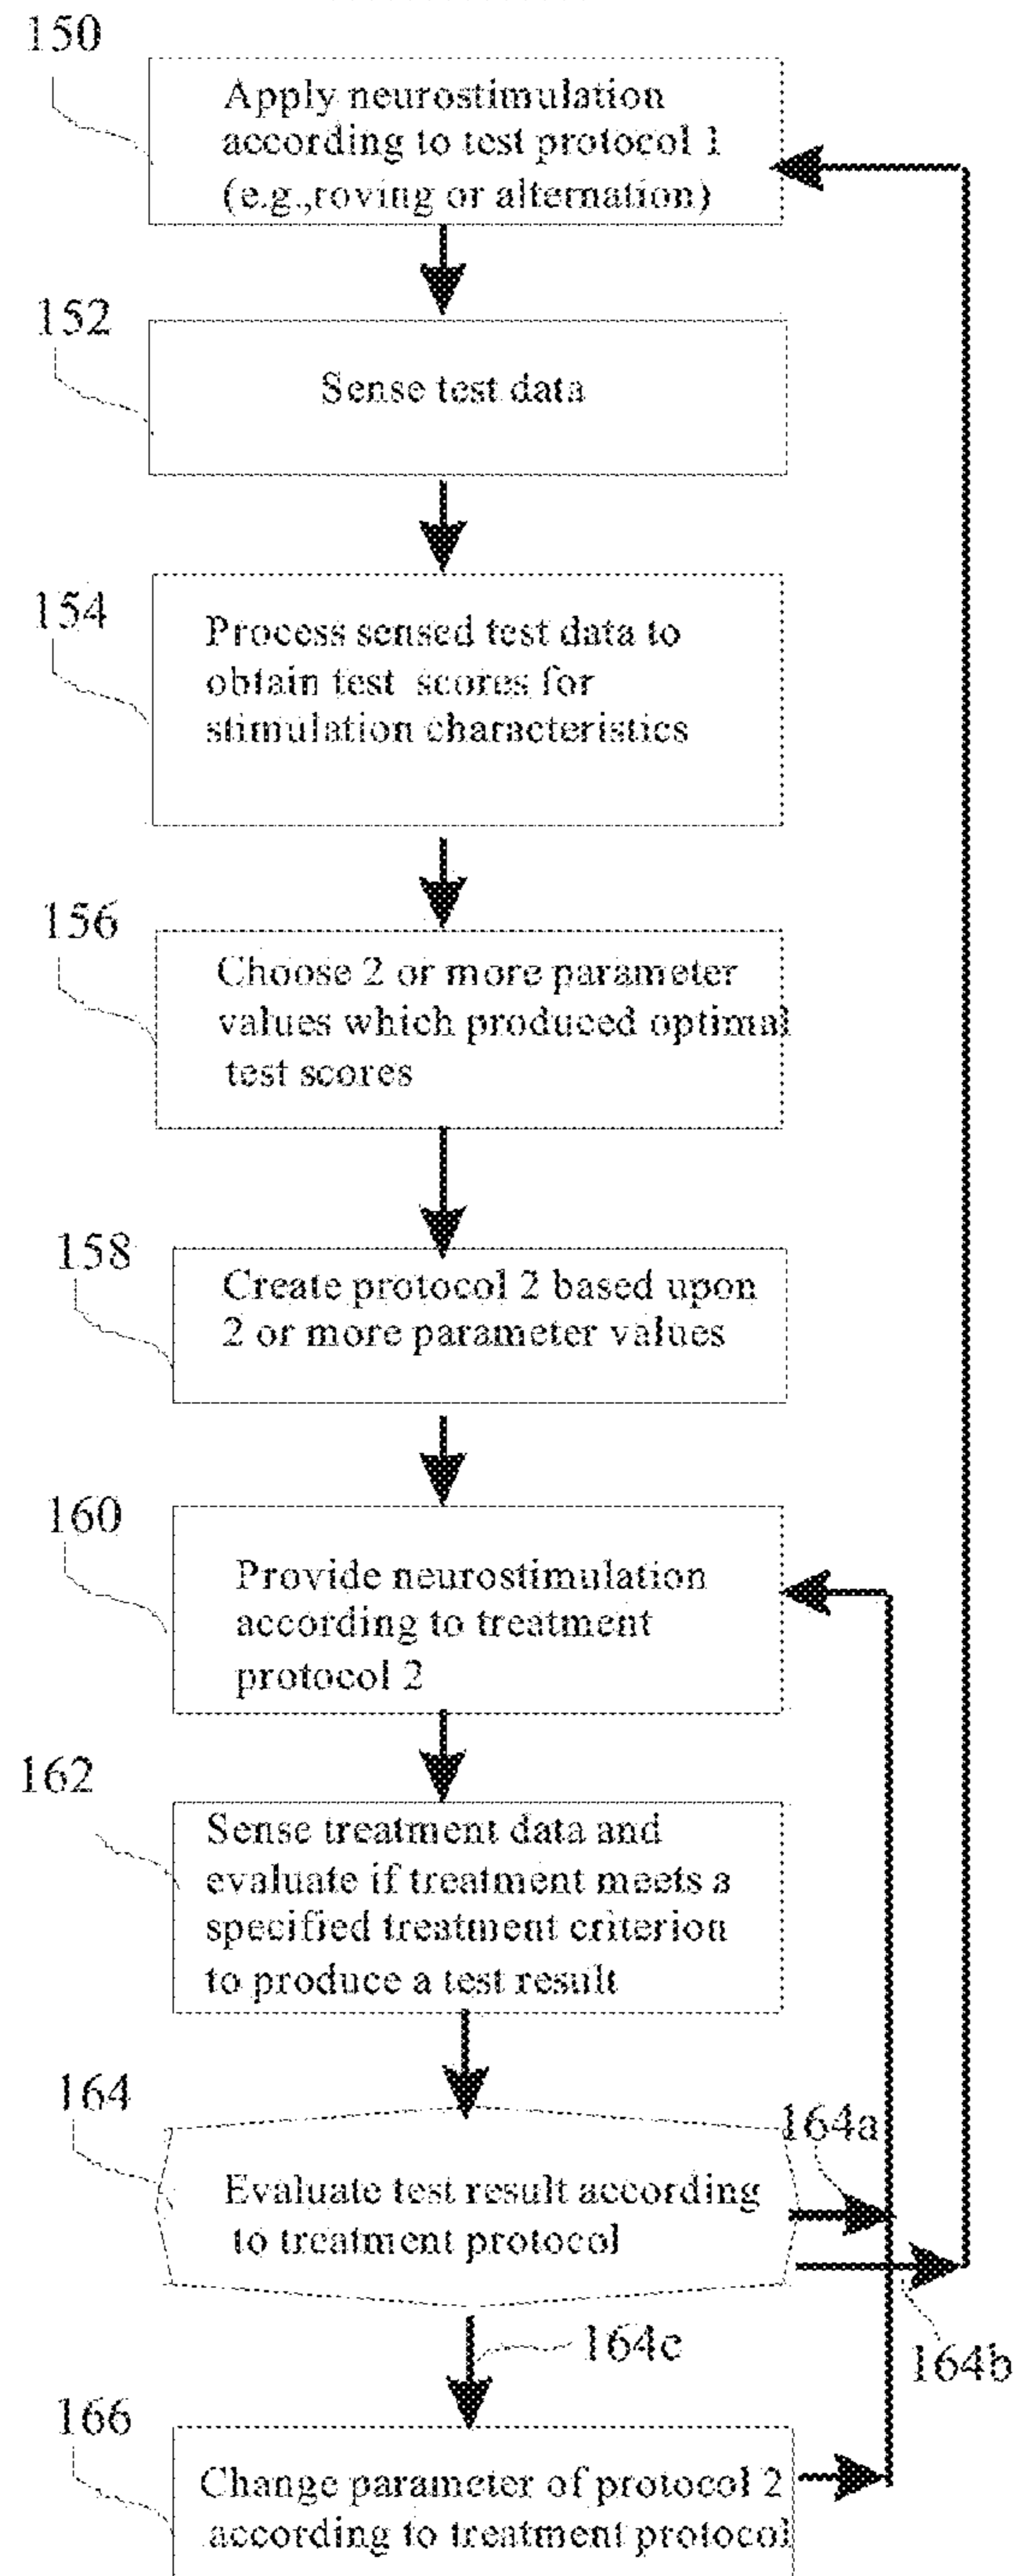 150
Apply neurostimulation
according to test protocol 1
(e.g.,roving or alternation)
152
Sense test data
154
Process sensed test data to
obtain test scores for
stimulation characteristics
156
Choose 2 or more parameter
values which produced optimal
test scores
158
Create protocol 2 based upon
2 or more parameter values
160
Provide neurostimulation
according to treatment
protocol 2
162
Sense treatment data and
evaluate if treatment meets a
specified treatment criterion
to produce a test result
164
164a
Evaluate test result according
to treatment protocol
164c
164b
166
Change parameter of protocol 2
according to treatment protocol